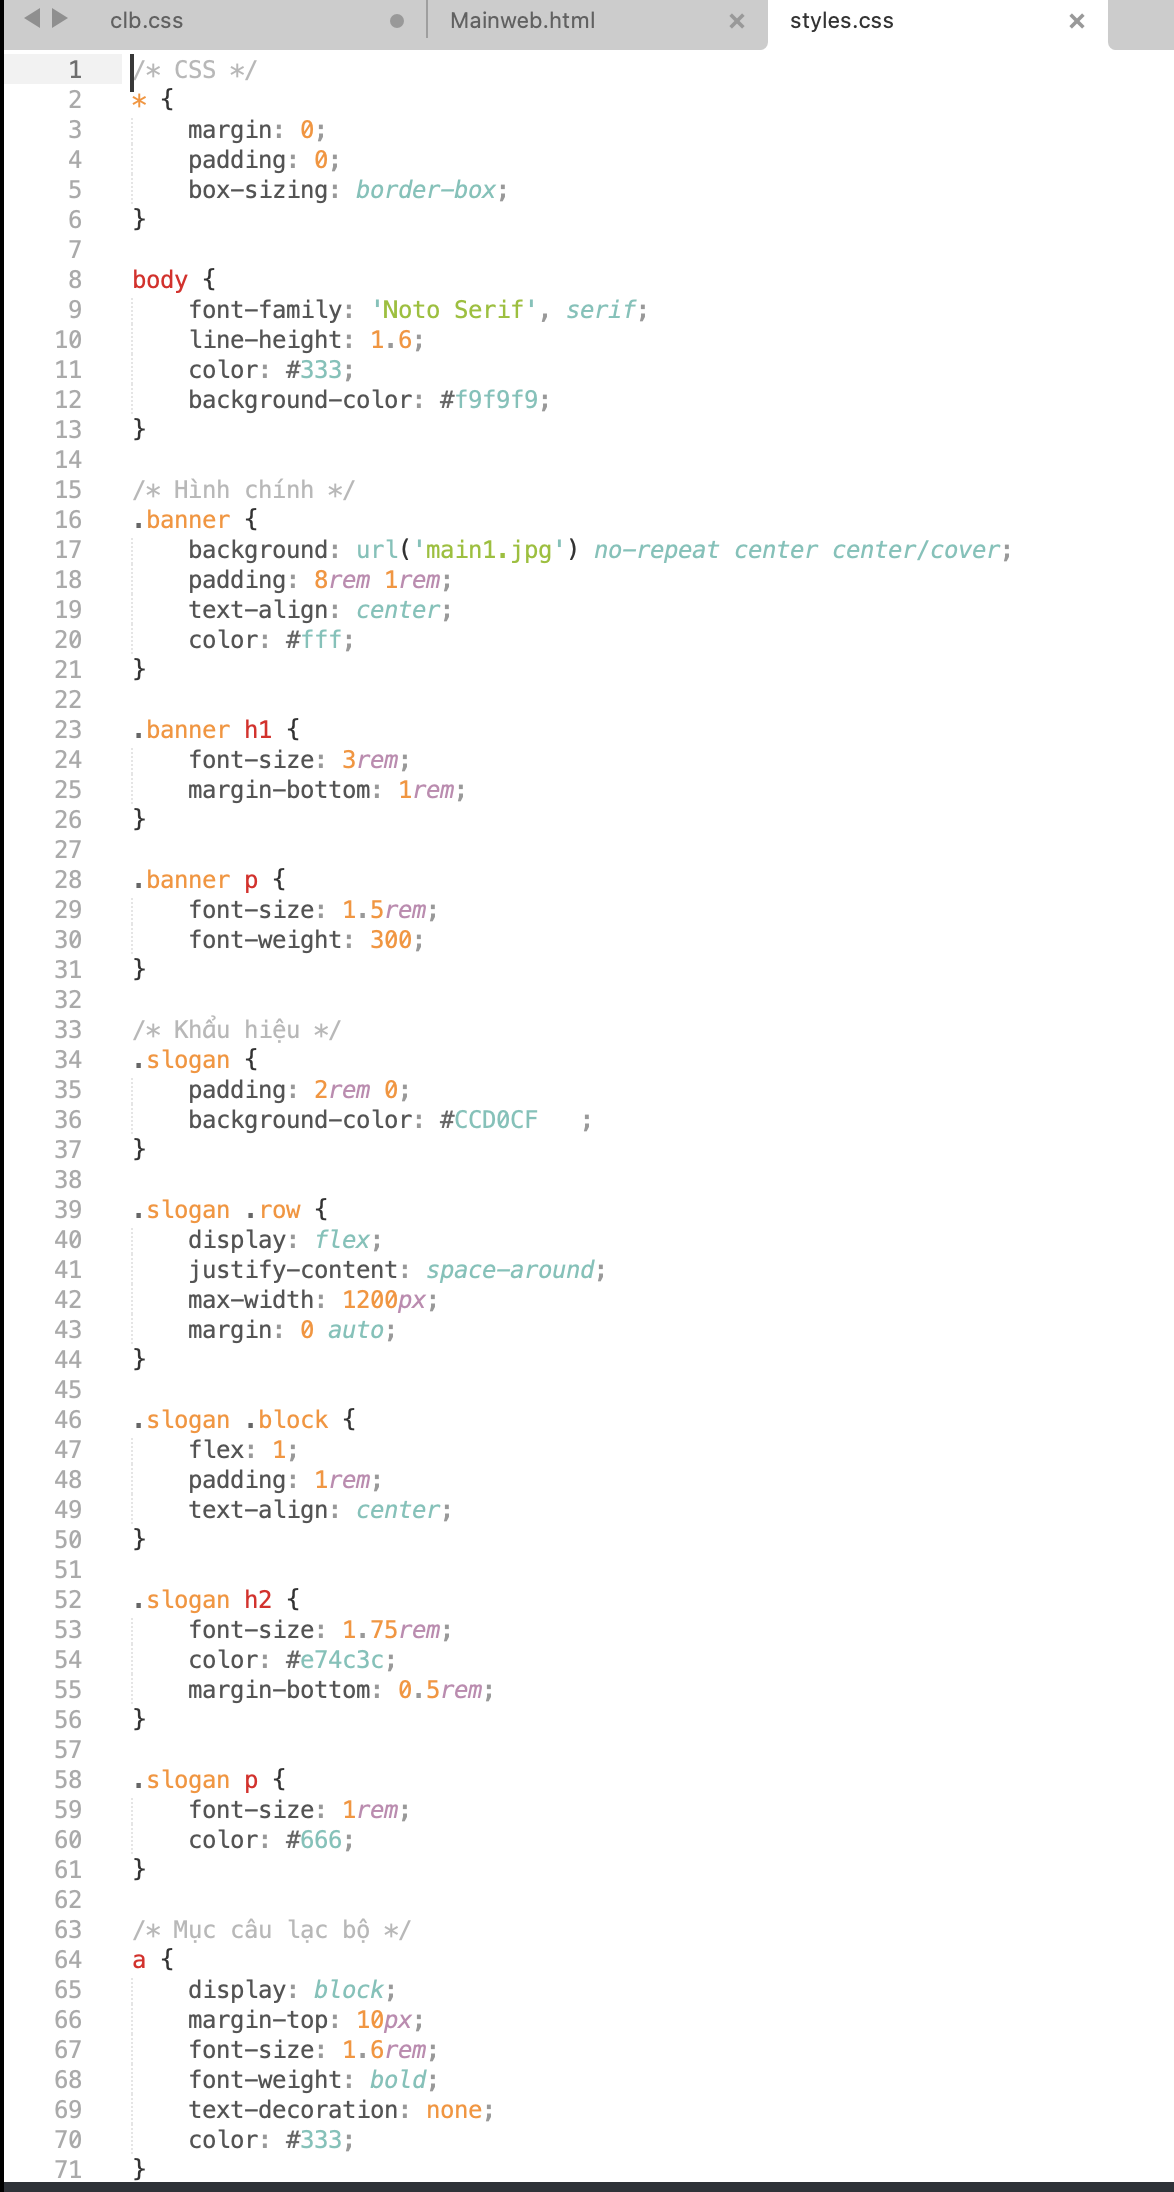 clb.css
Mainweb.html ×
styles.css ×
1 /* CSS */
2 * {
3     margin: 0;
4     padding: 0;
5     box-sizing: border-box;
6 }
7
8 body {
9     font-family: 'Noto Serif', serif;
10     line-height: 1.6;
11     color: #333;
12     background-color: #f9f9f9;
13 }
14
15 /* Hình chính */
16 .banner {
17     background: url('main1.jpg') no-repeat center center/cover;
18     padding: 8rem 1rem;
19     text-align: center;
20     color: #fff;
21 }
22
23 .banner h1 {
24     font-size: 3rem;
25     margin-bottom: 1rem;
26 }
27
28 .banner p {
29     font-size: 1.5rem;
30     font-weight: 300;
31 }
32
33 /* Khẩu hiệu */
34 .slogan {
35     padding: 2rem 0;
36     background-color: #CCD0CF   ;
37 }
38
39 .slogan .row {
40     display: flex;
41     justify-content: space-around;
42     max-width: 1200px;
43     margin: 0 auto;
44 }
45
46 .slogan .block {
47     flex: 1;
48     padding: 1rem;
49     text-align: center;
50 }
51
52 .slogan h2 {
53     font-size: 1.75rem;
54     color: #e74c3c;
55     margin-bottom: 0.5rem;
56 }
57
58 .slogan p {
59     font-size: 1rem;
60     color: #666;
61 }
62
63 /* Mục câu lạc bộ */
64 a {
65     display: block;
66     margin-top: 10px;
67     font-size: 1.6rem;
68     font-weight: bold;
69     text-decoration: none;
70     color: #333;
71 }